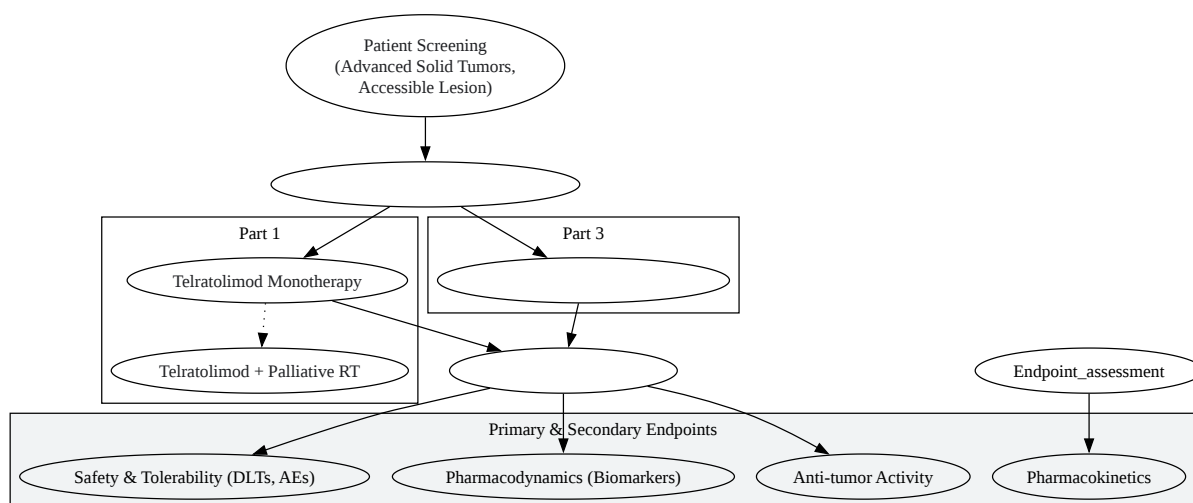 Patient Screening
(Advanced Solid Tumors,
Accessible Lesion)
Part 1
Part 3
Telratolimod Monotherapy
Telratolimod + Palliative RT
Endpoint_assessment
Primary & Secondary Endpoints
Safety & Tolerability (DLTs, AEs)
Pharmacodynamics (Biomarkers)
Anti-tumor Activity
Pharmacokinetics